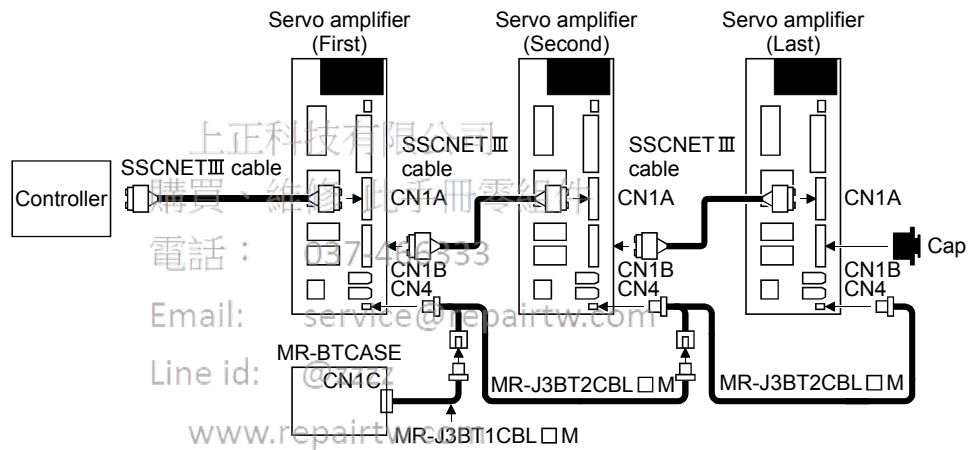 Servo amplifier
(First)
Servo amplifier
(Second)
Servo amplifier
(Last)
上正科技有限公司
SSCNETⅢ cable
SSCNETⅢ
cable
SSCNETⅢ
cable
Controller
CN1A
CN1A
CN1A
購買、維修 此手冊零組件
電話： 037-466333
Cap
CN1B
CN4
CN1B
CN4
CN1B
CN4
Email: service@repairtw.com
MR-BTCASE
CN1C
Line id: @zzzz
MR-J3BT2CBL□M
MR-J3BT2CBL□M
www.repairtw.com
MR-J3BT1CBL□M